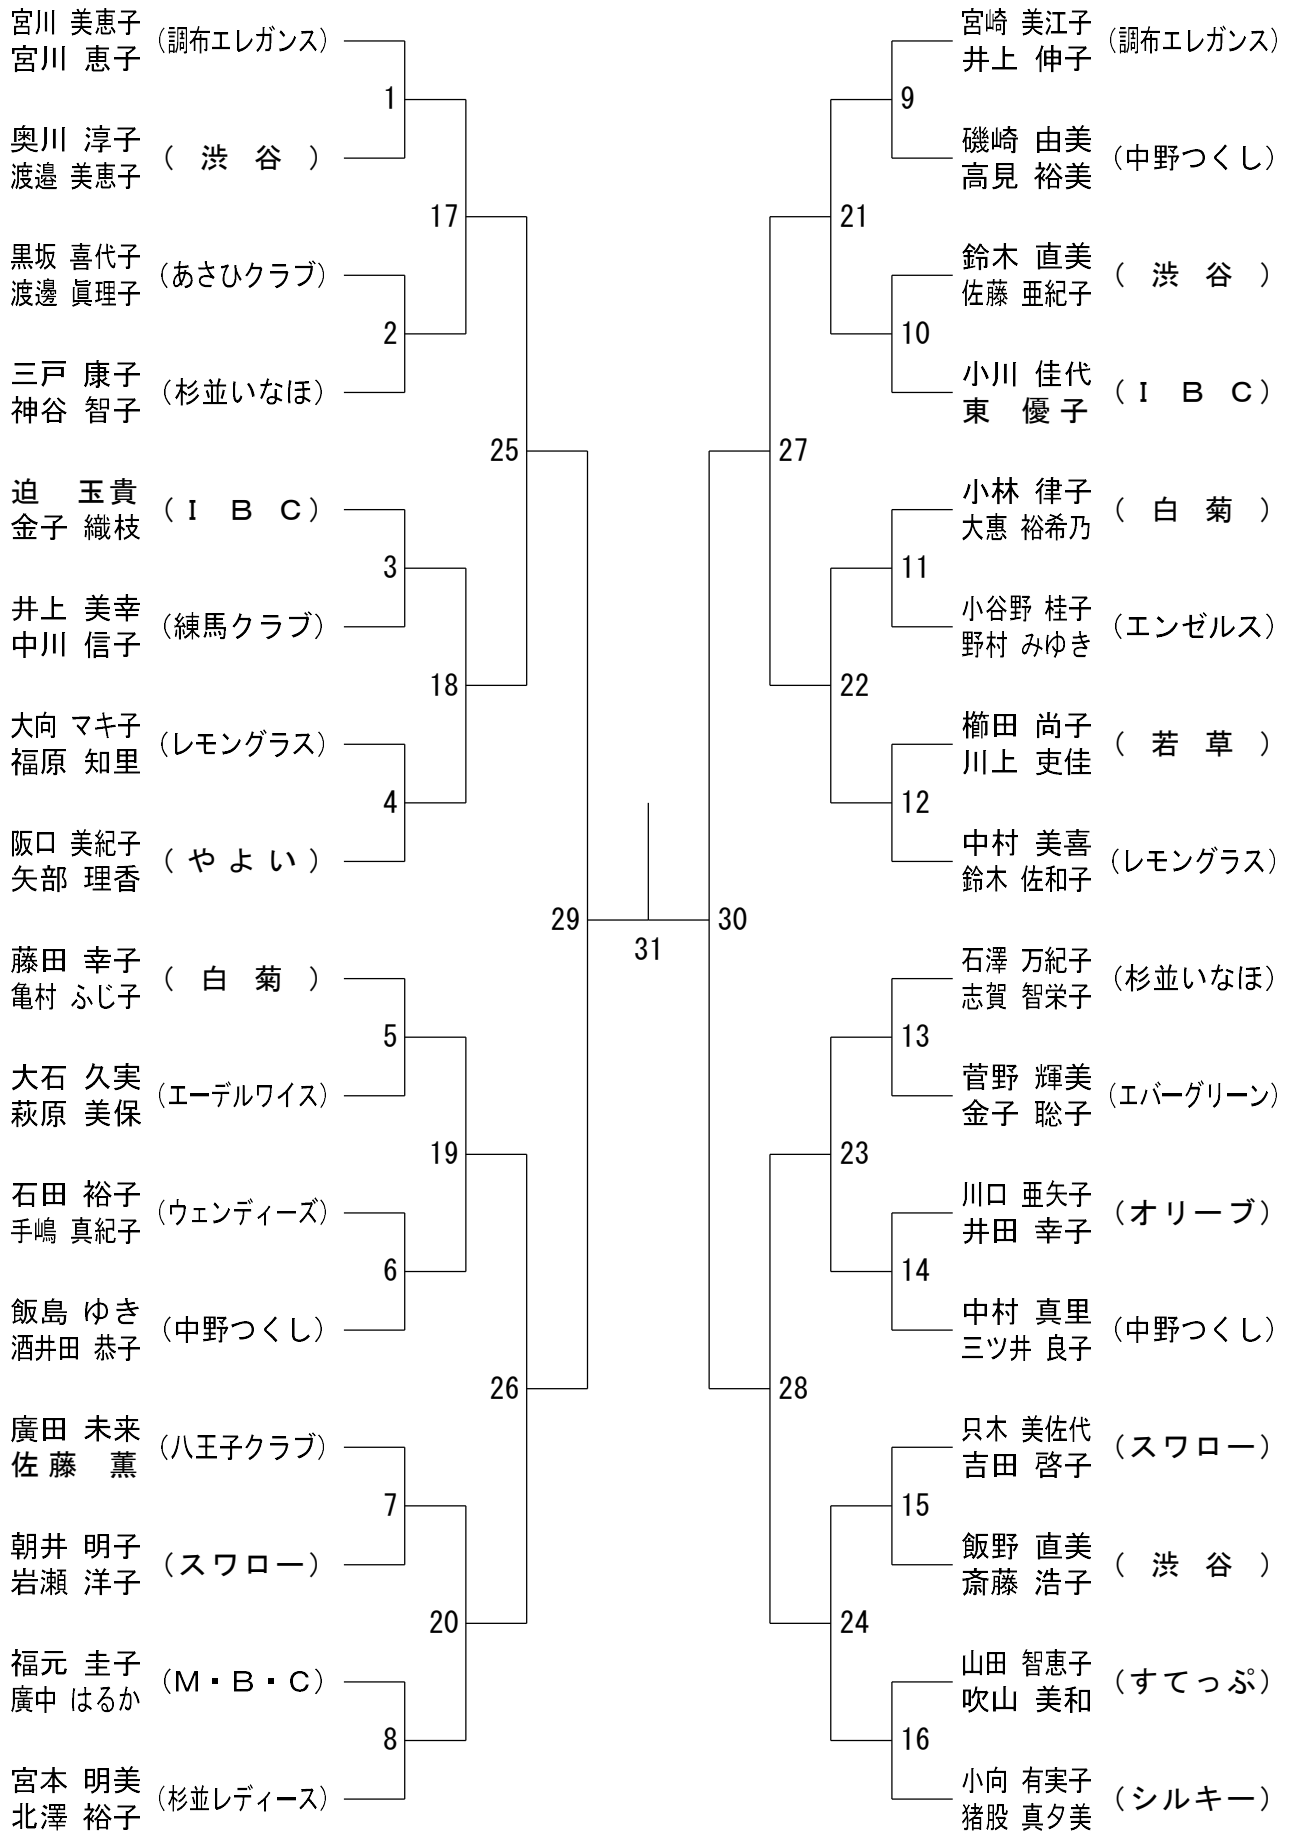 宮川 美恵子
宮川 恵子
(調布エレガンス)
1
奥川 淳子
渡邉 美恵子
( 渋 谷 )
17
黒坂 喜代子
渡邊 眞理子
(あさひクラブ)
2
三戸 康子
神谷 智子
(杉並いなほ)
25
迫 玉貴
金子 織枝
( I B C )
3
井上 美幸
中川 信子
(練馬クラブ)
18
大向 マキ子
福原 知里
(レモングラス)
4
阪口 美紀子
矢部 理香
( や よ い )
29
藤田 幸子
亀村 ふじ子
( 白 菊 )
5
大石 久実
萩原 美保
(エーデルワイス)
19
石田 裕子
手嶋 真紀子
(ウェンディーズ)
6
飯島 ゆき
酒井田 恭子
(中野つくし)
26
廣田 未来
佐藤 薫
(八王子クラブ)
7
朝井 明子
岩瀬 洋子
(スワロー)
20
福元 圭子
廣中 はるか
(M・B・C)
8
宮本 明美
北澤 裕子
(杉並レディース)
31
宮崎 美江子
井上 伸子
(調布エレガンス)
9
磯崎 由美
高見 裕美
(中野つくし)
21
鈴木 直美
佐藤 亜紀子
( 渋 谷 )
10
小川 佳代
東 優子
( I B C )
27
小林 律子
大惠 裕希乃
( 白 菊 )
11
小谷野 桂子
野村 みゆき
(エンゼルス)
22
櫛田 尚子
川上 吏佳
( 若 草 )
12
中村 美喜
鈴木 佐和子
(レモングラス)
30
石澤 万紀子
志賀 智栄子
(杉並いなほ)
13
菅野 輝美
金子 聡子
(エバーグリーン)
23
川口 亜矢子
井田 幸子
(オリーブ)
14
中村 真里
三ツ井 良子
(中野つくし)
28
只木 美佐代
吉田 啓子
(スワロー)
15
飯野 直美
斎藤 浩子
( 渋 谷 )
24
山田 智恵子
吹山 美和
(すてっぷ)
16
小向 有実子
猪股 真夕美
(シルキー)